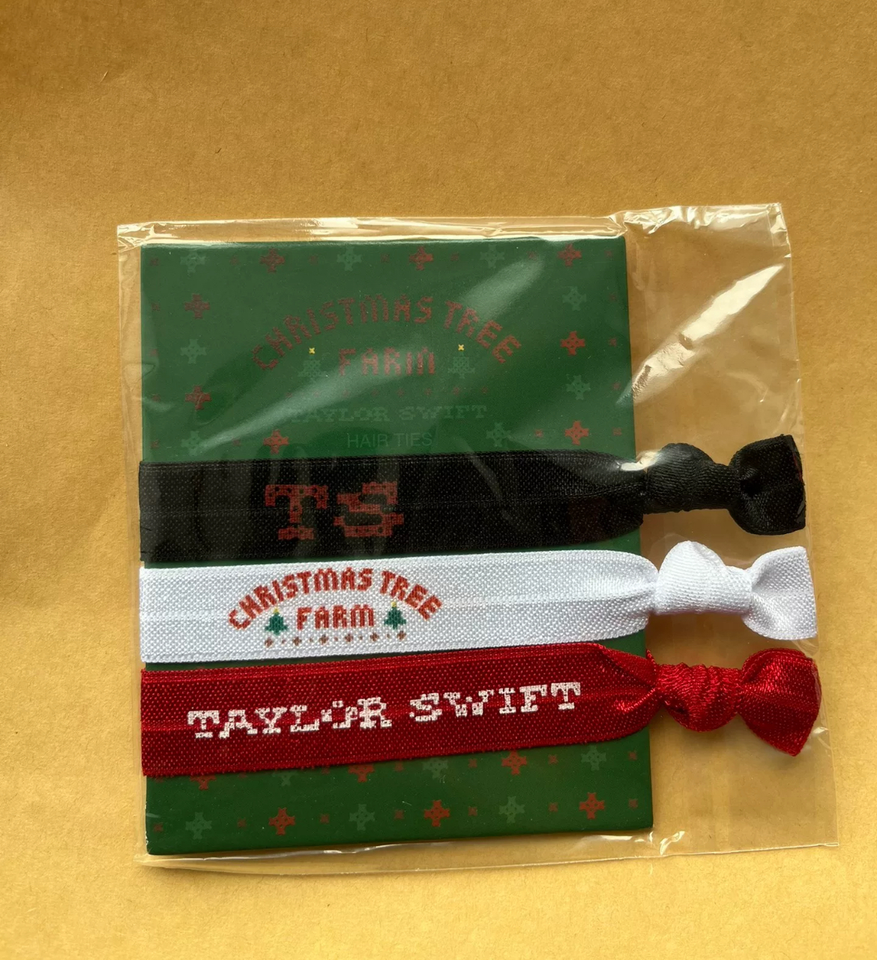 CHRISTMAS TREE
FARM
TAYLOR SWIFT
HAIR TIES
TS
CHRISTMAS TREE
FARM
TAYLOR SWIFT